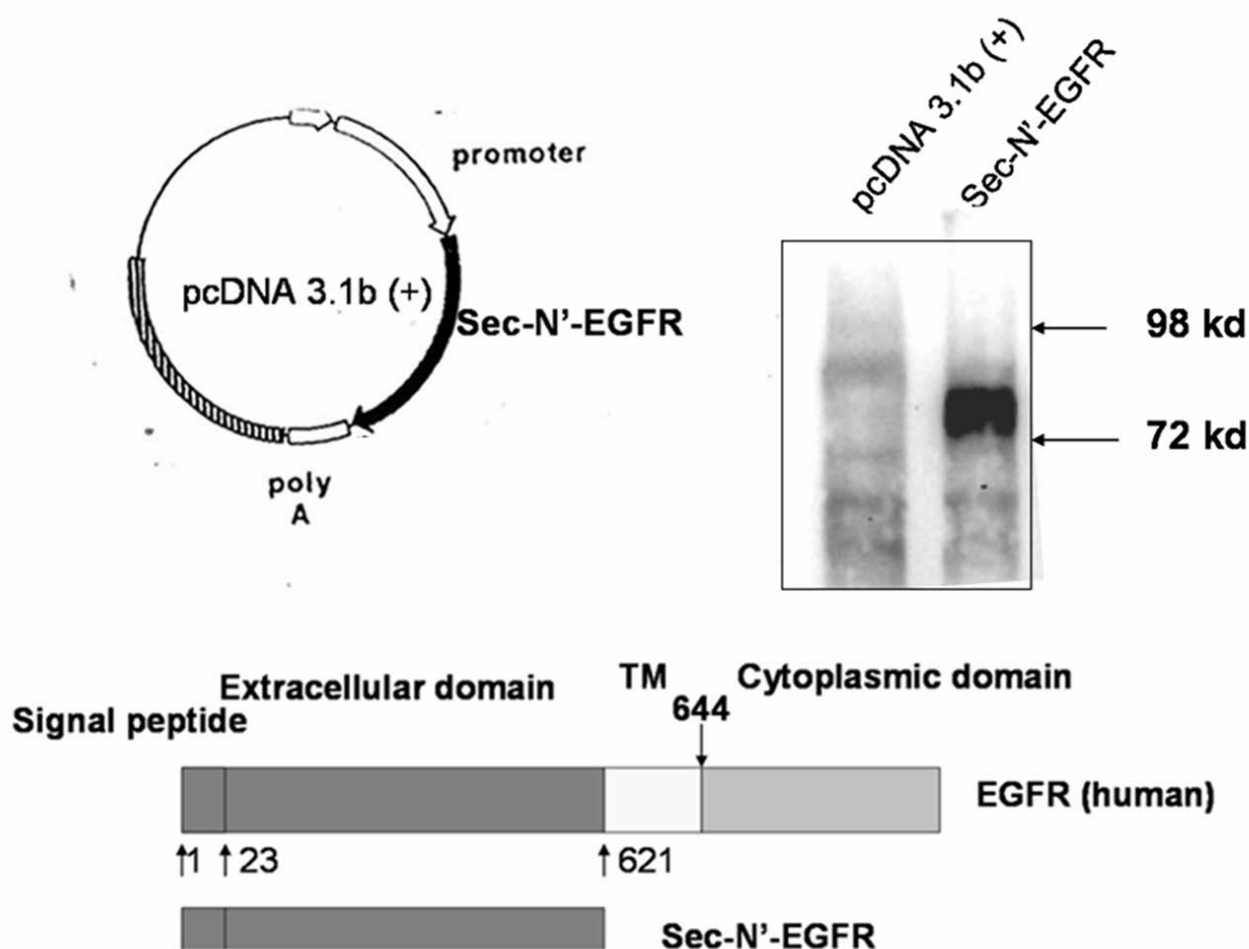 promoter
pcDNA 3.1b (+)
Sec-N'-EGFR
poly
A
pcDNA 3.1b (+)
Sec-N'-EGFR
98 kd
72 kd
Signal peptide
Extracellular domain
TM
644
Cytoplasmic domain
EGFR (human)
1
23
621
Sec-N'-EGFR